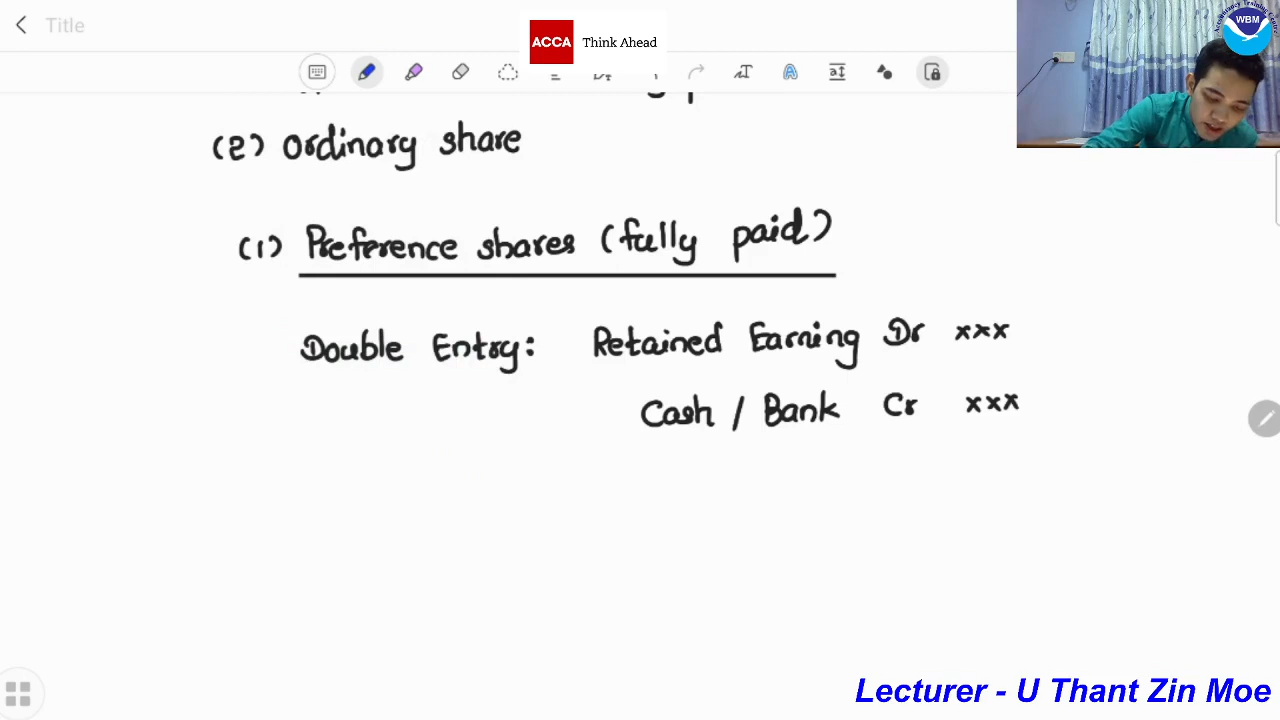 Title
ACCA Think Ahead
WBM
(2) Ordinary share
(1) Preference shares (fully paid)
Double Entry: Retained Earning Dr xxx
Cash / Bank Cr xxx
Lecturer - U Thant Zin Moe